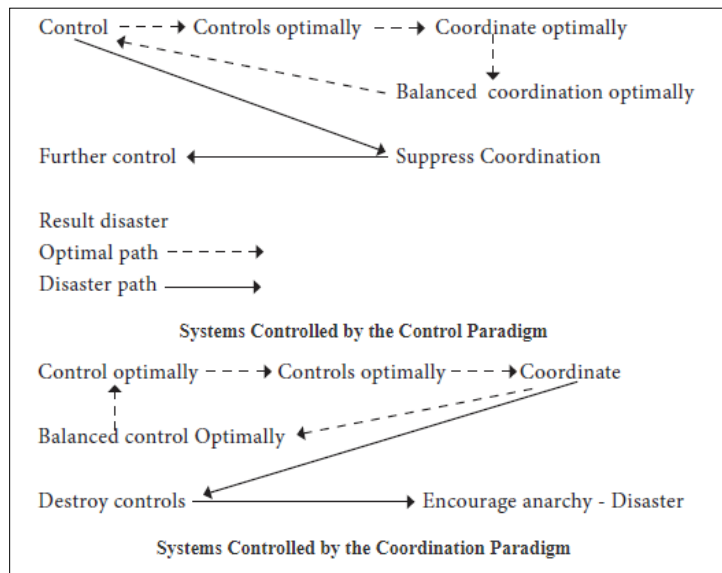 Control Controls optimally Coordinate optimally
Balanced coordination optimally
Further control Suppress Coordination
Result disaster
Optimal path
Disaster path
Systems Controlled by the Control Paradigm
Control optimally Controls optimally Coordinate
Balanced control Optimally
Destroy controls Encourage anarchy - Disaster
Systems Controlled by the Coordination Paradigm